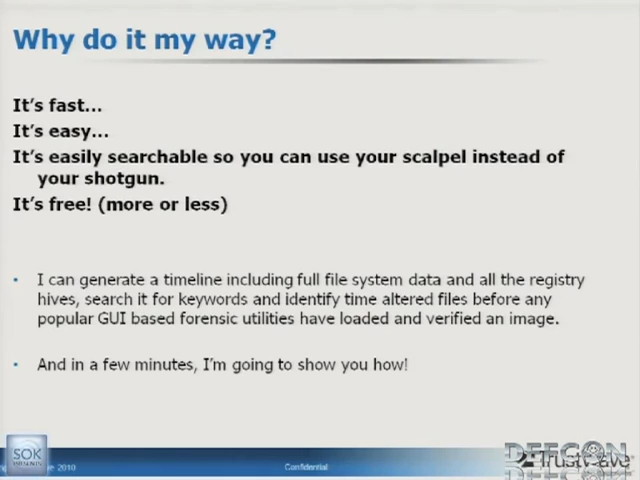 Why do it my way?
It's fast...
It's easy...
It's easily searchable so you can use your scalpel instead of
your shotgun.
It's free! (more or less)
• I can generate a timeline including full file system data and all the registry
hives, search it for keywords and identify time altered files before any
popular GUI based forensic utilities have loaded and verified an image.
• And in a few minutes, I'm going to show you how!
SOK
2010
Confidential
DEFCON
Trustwave